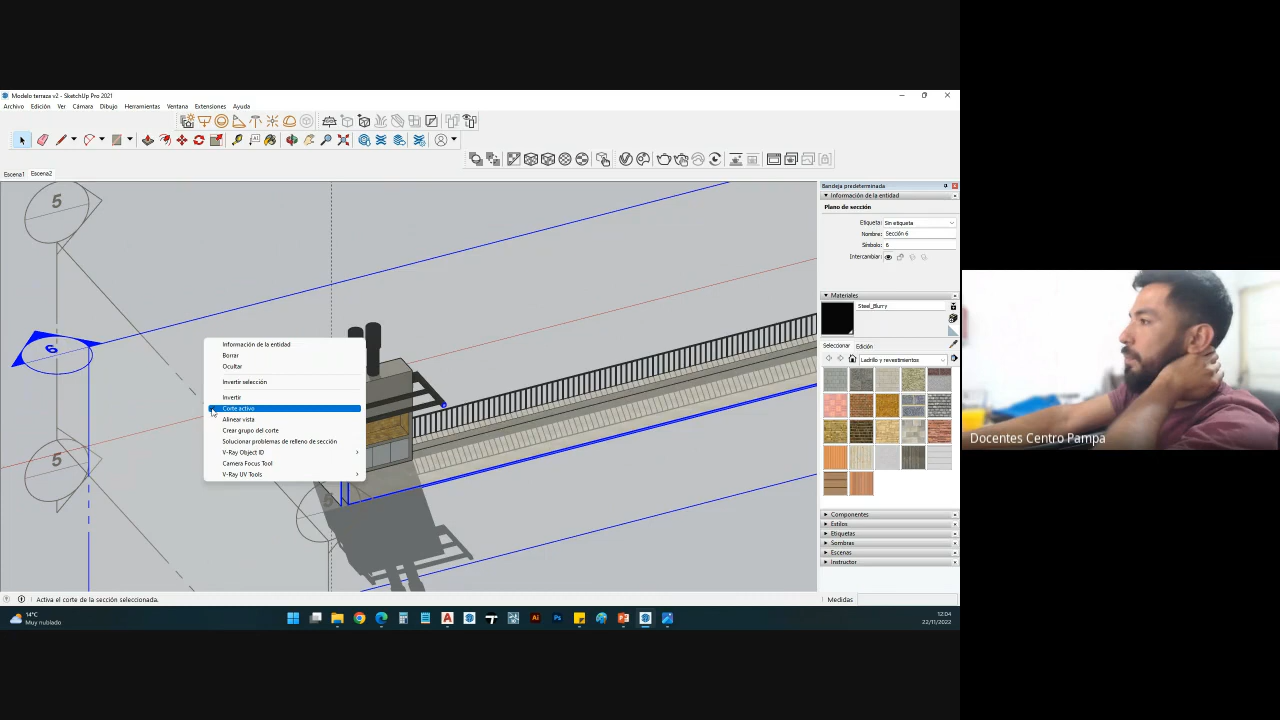 Modelo terraza v2 - SketchUp Pro 2021
Archivo Edición Ver Cámara Dibujo Herramientas Ventana Extensiones Ayuda
Escena1 Escena2
5
6
5
5
Información de la entidad
Borrar
Ocultar
Invertir selección
Invertir
Corte activo
Alinear vista
Crear grupo del corte
Solucionar problemas de relleno de sección
V-Ray Object ID
Camera Focus Tool
V-Ray UV Tools
Bandeja predeterminada
Información de la entidad
Plano de sección
Etiqueta: Sin etiqueta
Nombre: Sección 6
Símbolo: 6
Intercambiar:
Materiales
Steel_Blurry
Seleccionar Edición
Ladrillo y revestimientos
Componentes
Estilos
Etiquetas
Sombras
Escenas
Instructor
Activa el corte de la sección seleccionada.
Medidas
14°C
Muy nublado
12:04
22/11/2022
Docentes Centro Pampa